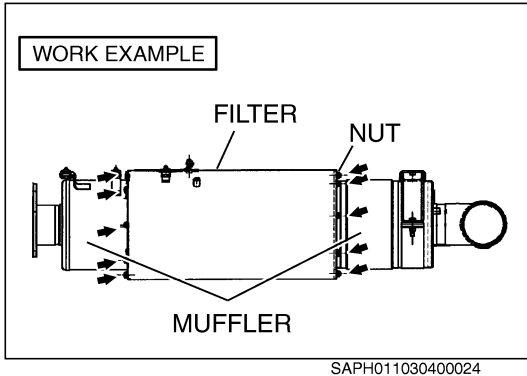 WORK EXAMPLE
FILTER
NUT
MUFFLER
SAPH011030400024